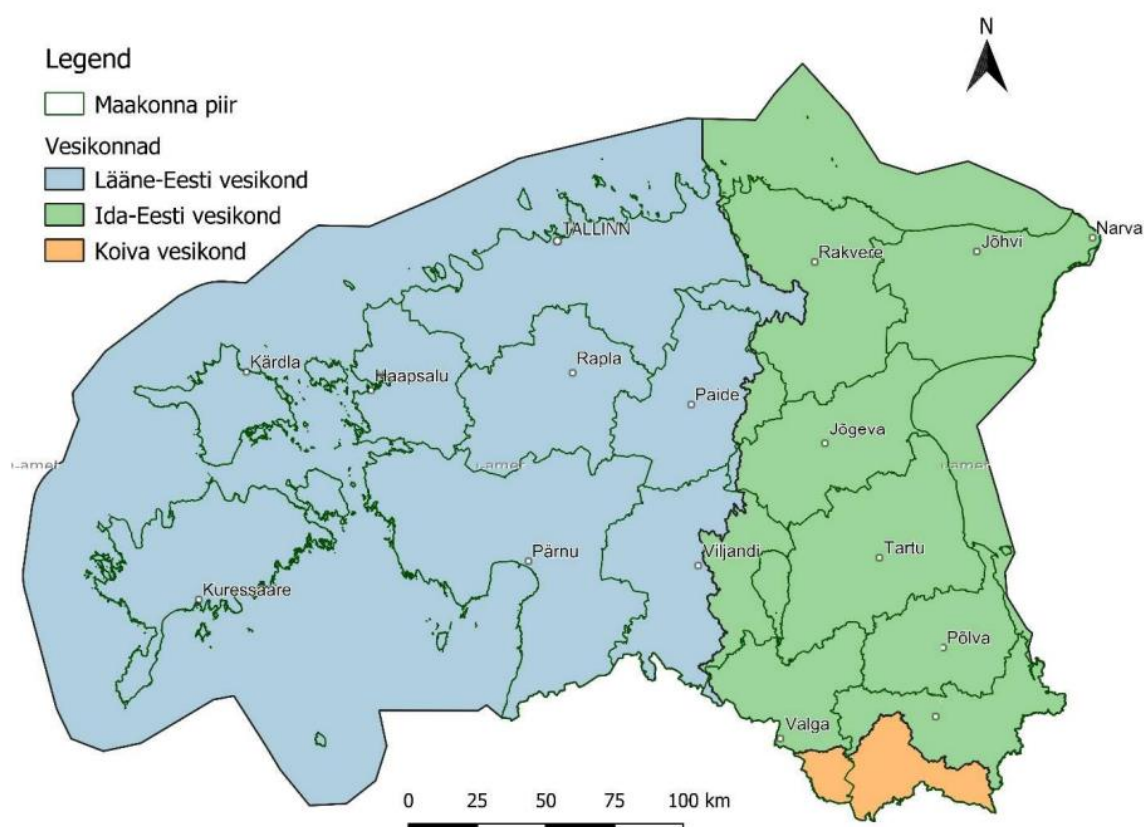 N
Legend
Maakonna piir
Vesikonnad
Lääne-Eesti vesikond
Ida-Eesti vesikond
Koiva vesikond
TALLINN
Narva
Jõhvi
Rakvere
Kärdla
Haapsalu
Rapla
Paide
Jõgeva
Pärnu
Viljandi
Tartu
Kuressaare
Põlva
Valga
0 25 50 75 100 km